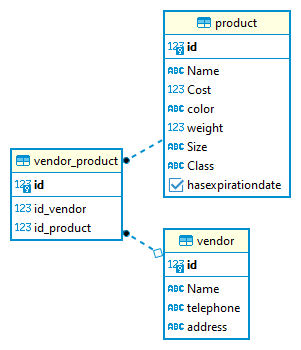 product
123 id
ABC Name
123 Cost
ABC color
123 weight
ABC Size
ABC Class
hasexpirationdate
vendor_product
123 id
123 id_vendor
123 id_product
vendor
123 id
ABC Name
ABC telephone
ABC address